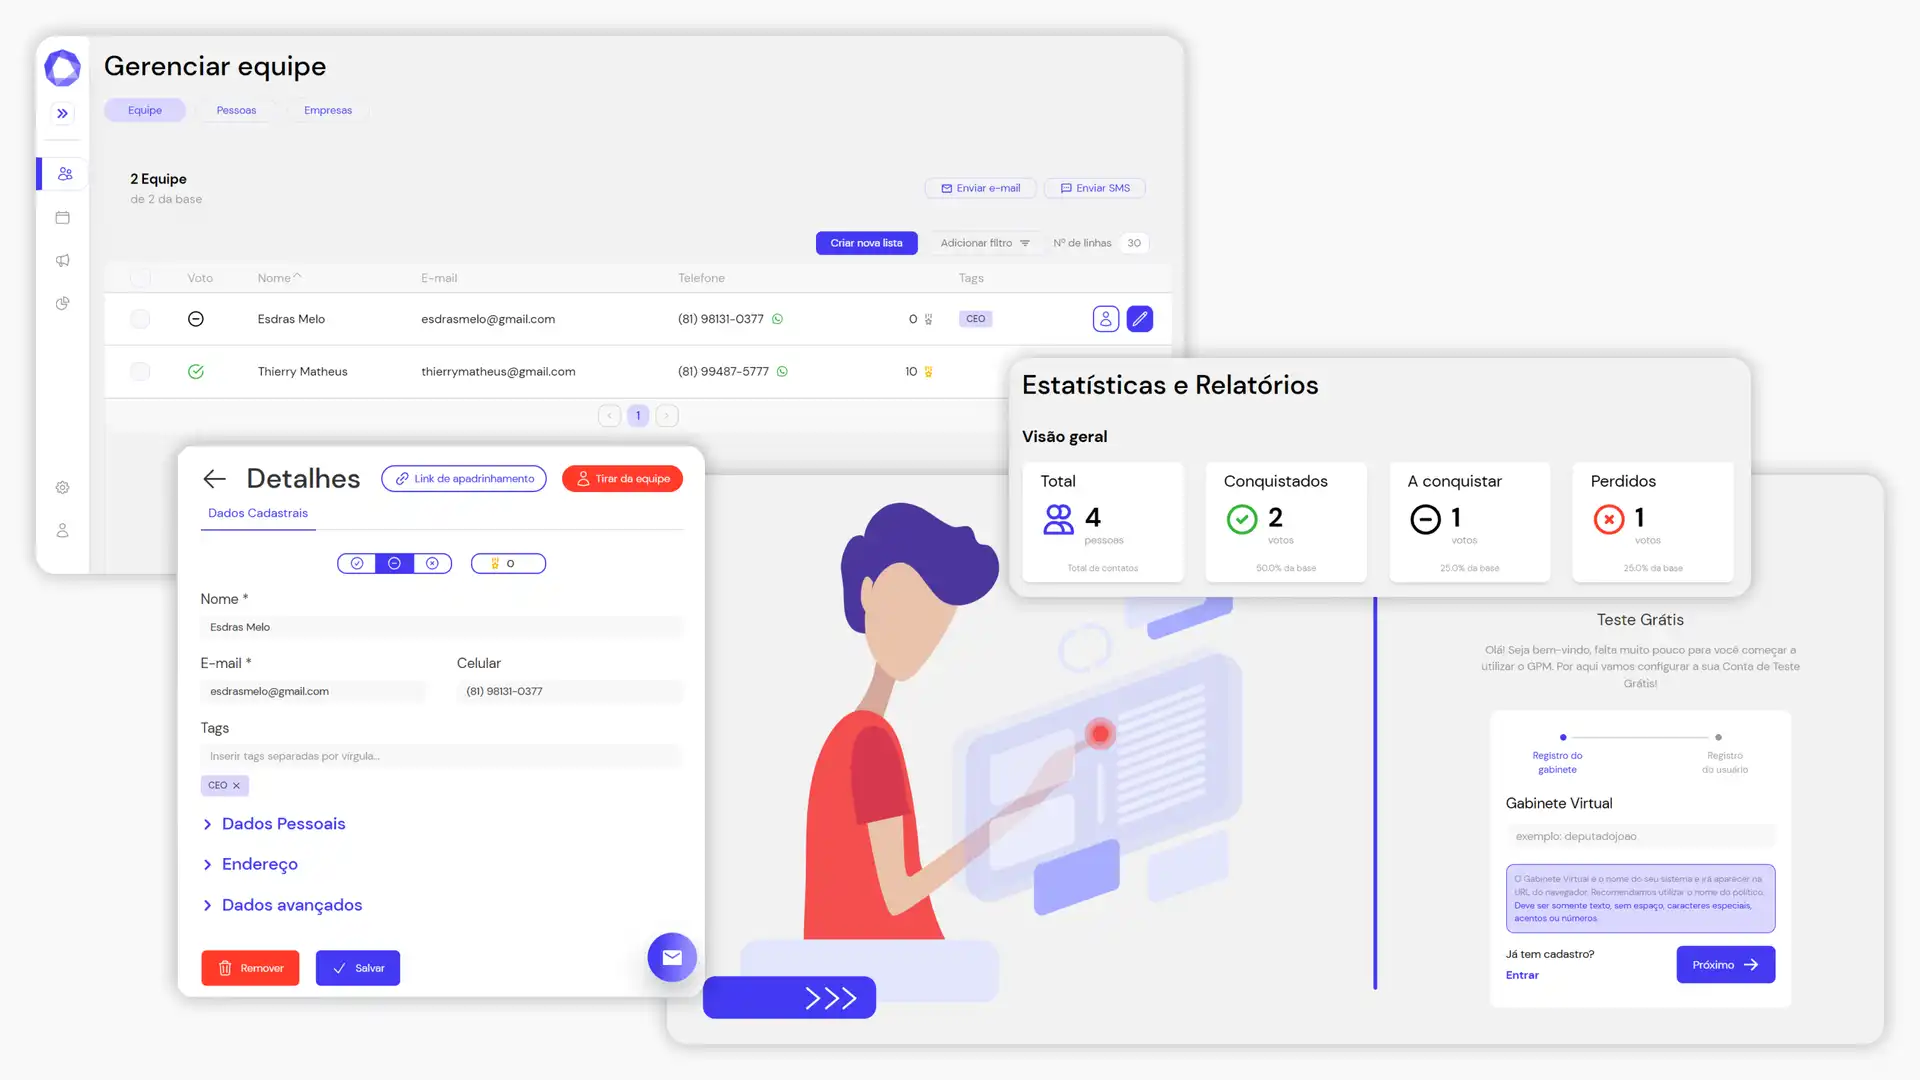 Gerenciar equipe
Equipe
Pessoas
Empresas
2 Equipe
de 2 da base
Enviar e-mail
Enviar SMS
Criar nova lista
Adicionar filtro
Nº de linhas
30
Voto
Nome
E-mail
Telefone
Tags
Esdras Melo
esdrasmelo@gmail.com
(81) 98131-0377
0
CEO
Thierry Matheus
thierrymatheus@gmail.com
(81) 99487-5777
10
1
Estatísticas e Relatórios
Visão geral
Total
4
pessoas
Total de contatos
Conquistados
2
votos
50.0% da base
A conquistar
1
votos
25.0% da base
Perdidos
1
votos
25.0% da base
Detalhes
Link de apadrinhamento
Tirar da equipe
Dados Cadastrais
0
Nome *
Esdras Melo
E-mail *
Celular
esdrasmelo@gmail.com
(81) 98131-0377
Tags
Inserir tags separadas por vírgula...
CEO
Dados Pessoais
Endereço
Dados avançados
Remover
Salvar
Teste Grátis
Olá! Seja bem-vindo, falta muito pouco para você começar a
utilizar o GPM. Por aqui vamos configurar a sua Conta de Teste
Grátis!
Registro do
gabinete
Registro
do usuário
Gabinete Virtual
exemplo: deputadojoao
O Gabinete Virtual é o nome do seu sistema e irá aparecer na
URL do navegador. Recomendamos utilizar o nome do político.
Deve ser somente texto, sem espaço, caracteres especiais,
acentos ou números.
Já tem cadastro?
Entrar
Próximo